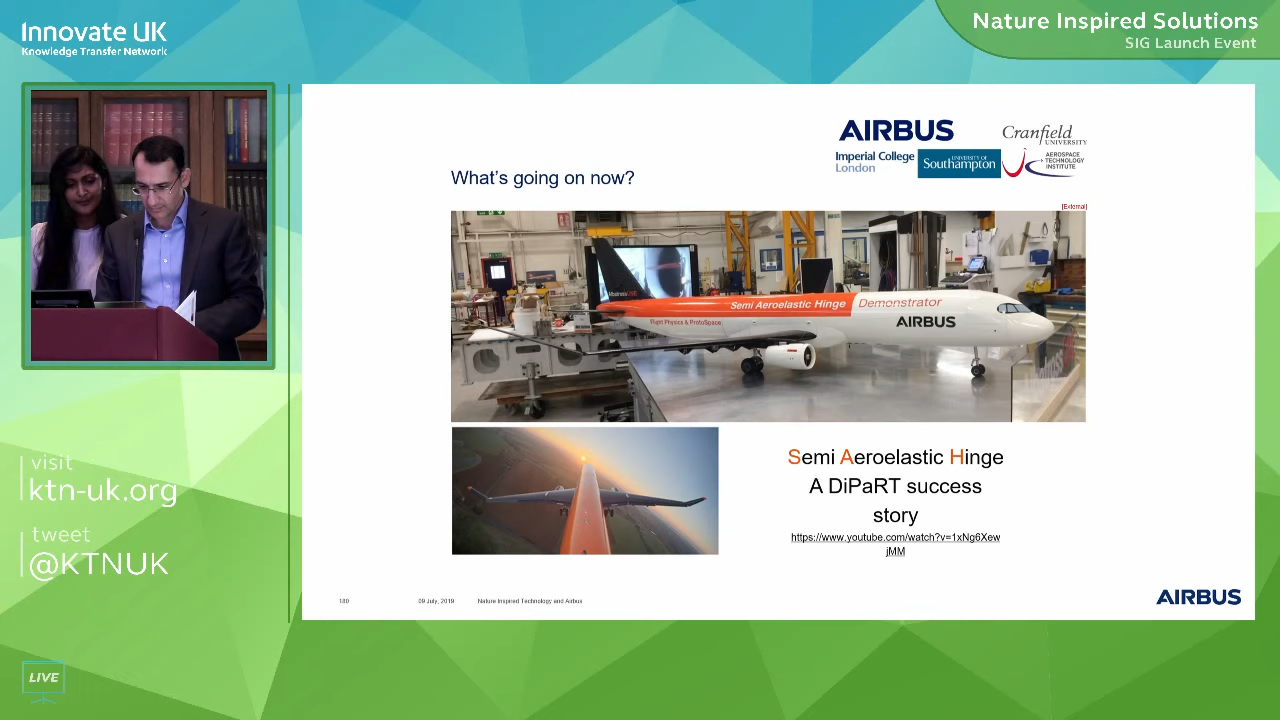 Innovate UK
Knowledge Transfer Network
Nature Inspired Solutions
SIG Launch Event
AIRBUS
Cranfield
UNIVERSITY
Imperial College
London
UNIVERSITY OF
Southampton
AEROSPACE
TECHNOLOGY
INSTITUTE
What's going on now?
[External]
AlbatrossONE
Semi Aeroelastic Hinge Demonstrator
Flight Physics & ProtoSpace
AIRBUS
Semi Aeroelastic Hinge
A DiPaRT success
story
https://www.youtube.com/watch?v=1xNg6Xew
jMM
visit
ktn-uk.org
tweet
@KTNUK
180
09 July, 2019
Nature Inspired Technology and Airbus
AIRBUS
LIVE